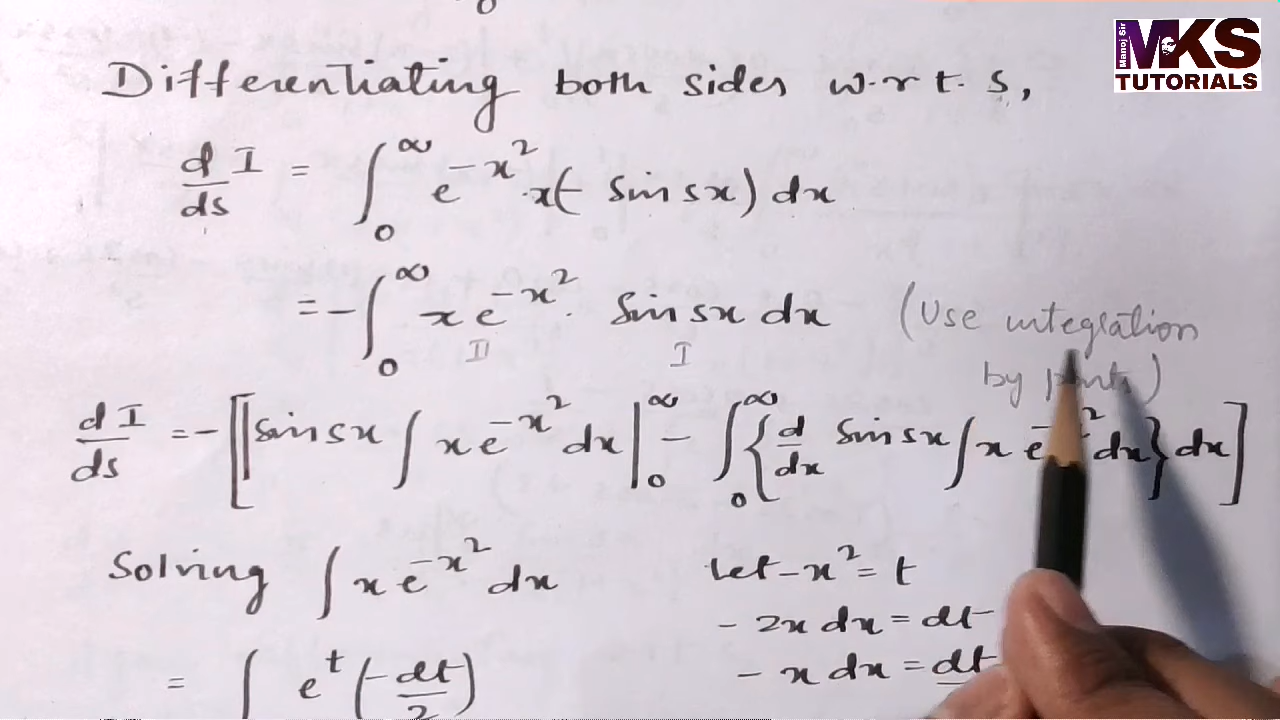 Manoj Sir
MKS
TUTORIALS
Differentiating both sides w.r t. s,
d/ds I = ∫₀^∞ e^{-x²} . x(- sin sx) dx
= - ∫₀^∞ x e^{-x²} . sin sx dx (Use integration
II I by parts)
dI/ds = - [ | sin sx ∫ x e^{-x²} dx |₀^∞ - ∫₀^∞ { d/dx sin sx ∫ x e^{-x²} dx } dx ]
Solving ∫ x e^{-x²} dx Let -x² = t
- 2x dx = dt
= ∫ e^t (-dt/2) - x dx = dt